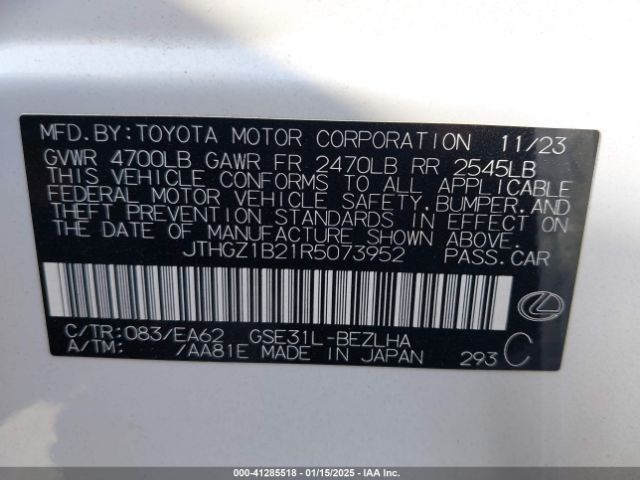 MFD.BY:TOYOTA MOTOR CORPORATION 11/23
GVWR 4700LB GAWR FR 2470LB RR 2545LB
THIS VEHICLE CONFORMS TO ALL APPLICABLE
FEDERAL MOTOR VEHICLE SAFETY,BUMPER,AND
THEFT PREVENTION STANDARDS IN EFFECT ON
THE DATE OF MANUFACTURE SHOWN ABOVE.
JTHGZ1B21R5073952 PASS.CAR
C/TR:083/EA62 GSE31L-BEZLHA
A/TM: /AA81E MADE IN JAPAN 293 C
000-41285518 - 01/15/2025 - IAAI.COM